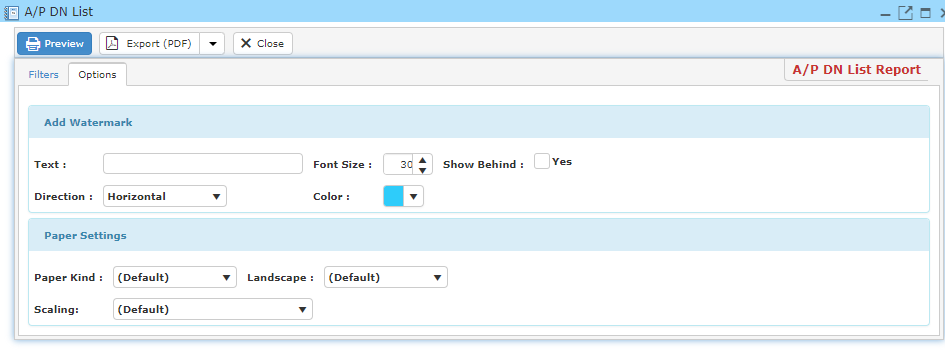 A/P DN List
Preview Export (PDF) Close
Filters Options A/P DN List Report
Add Watermark
Text : Font Size : 30 Show Behind : Yes
Direction : Horizontal Color :
Paper Settings
Paper Kind : (Default) Landscape : (Default)
Scaling: (Default)